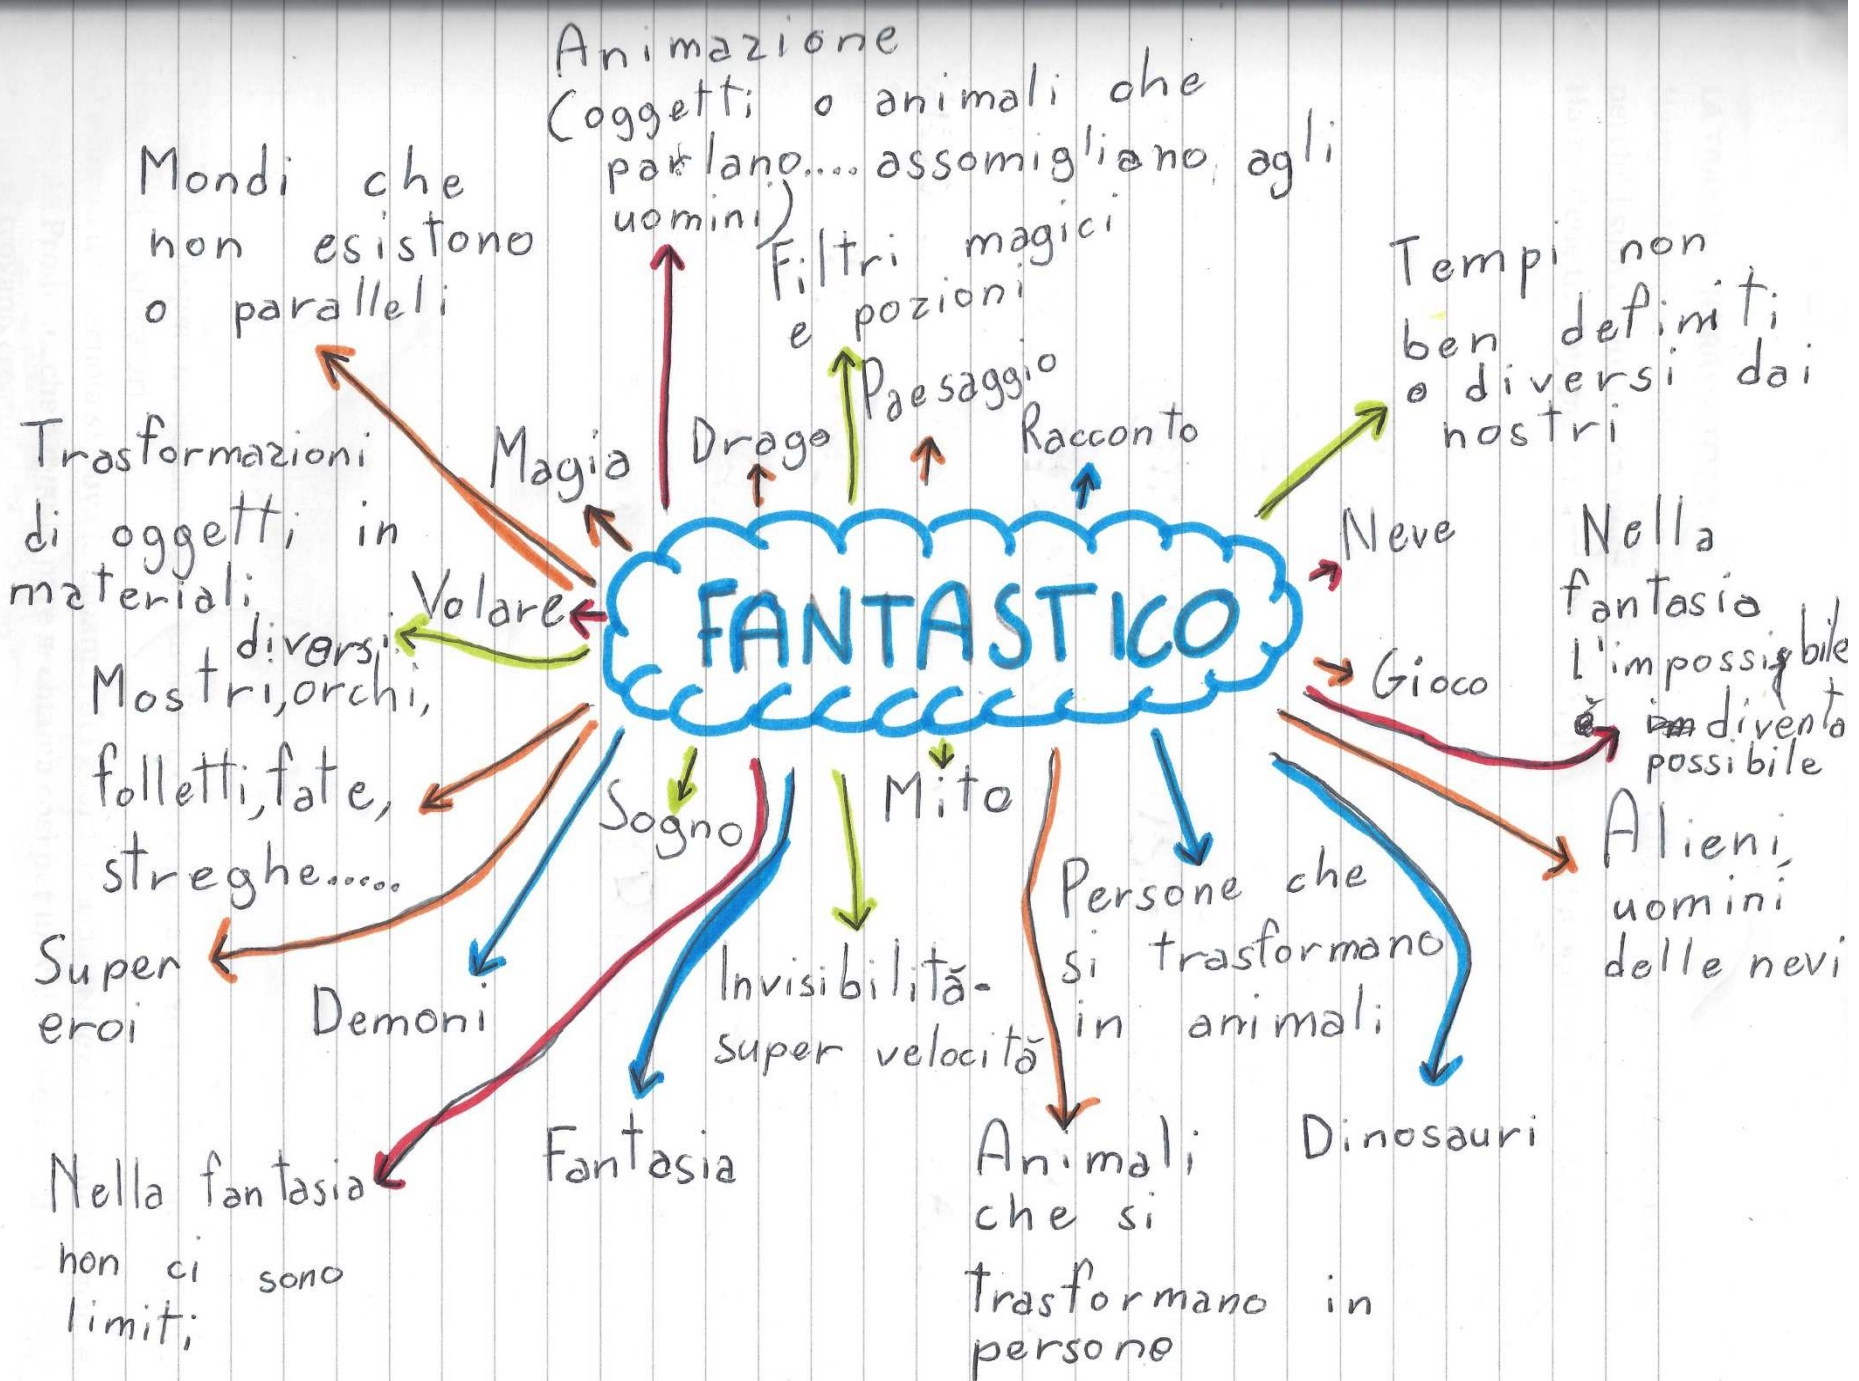 Animazione
(oggetti o animali che
parlano.... assomigliano agli
uomini)
Mondi che
non esistono
o paralleli
Filtri magici
e pozioni
Tempi non
ben definiti
o diversi dai
nostri
Paesaggio
Racconto
Drago
Magia
Trasformazioni
di oggetti in
materiali
diversi
Volare
FANTASTICO
Neve
Nella
fantasia
l'impossibile
diventa
possibile
Gioco
Mostri, orchi,
folletti, fate,
streghe.....
Sogno
Mito
Alieni,
uomini
delle nevi
Persone che
si trasformano
in animali
Super
eroi
Demoni
Invisibilità-
super velocità
Nella fantasia
non ci sono
limiti
Fantasia
Animali
che si
trasformano in
persone
Dinosauri